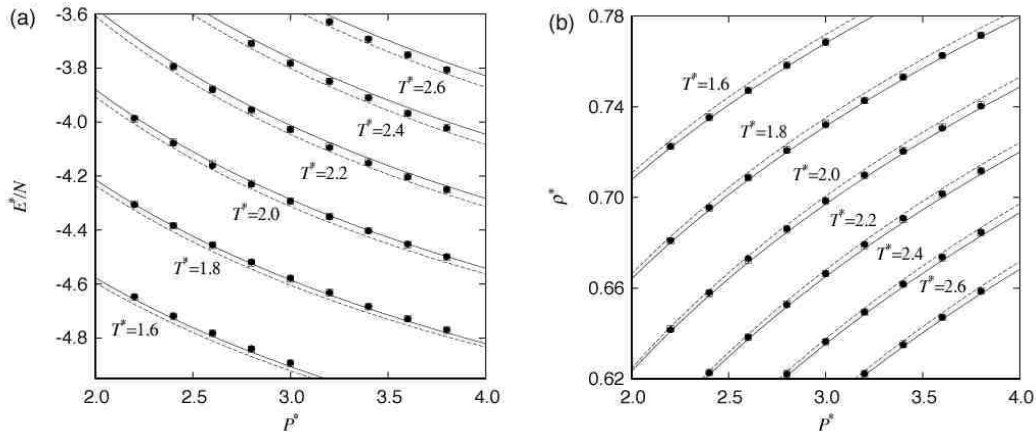 (a)
-3.6
-3.8
-4.0
-4.2
-4.4
-4.6
-4.8
E*/N
T*=2.6
T*=2.4
T*=2.2
T*=2.0
T*=1.8
T*=1.6
2.0 2.5 3.0 3.5 4.0
P*
(b)
0.78
0.74
0.70
0.66
0.62
ρ*
T*=1.6
T*=1.8
T*=2.0
T*=2.2
T*=2.4
T*=2.6
2.0 2.5 3.0 3.5 4.0
P*